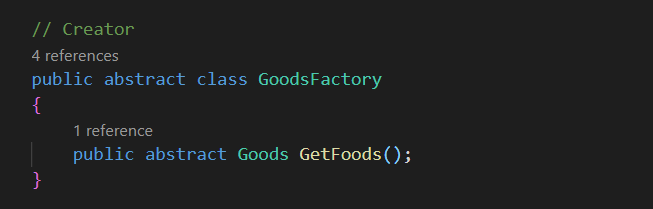 // Creator
4 references
public abstract class GoodsFactory
{
1 reference
public abstract Goods GetFoods();
}